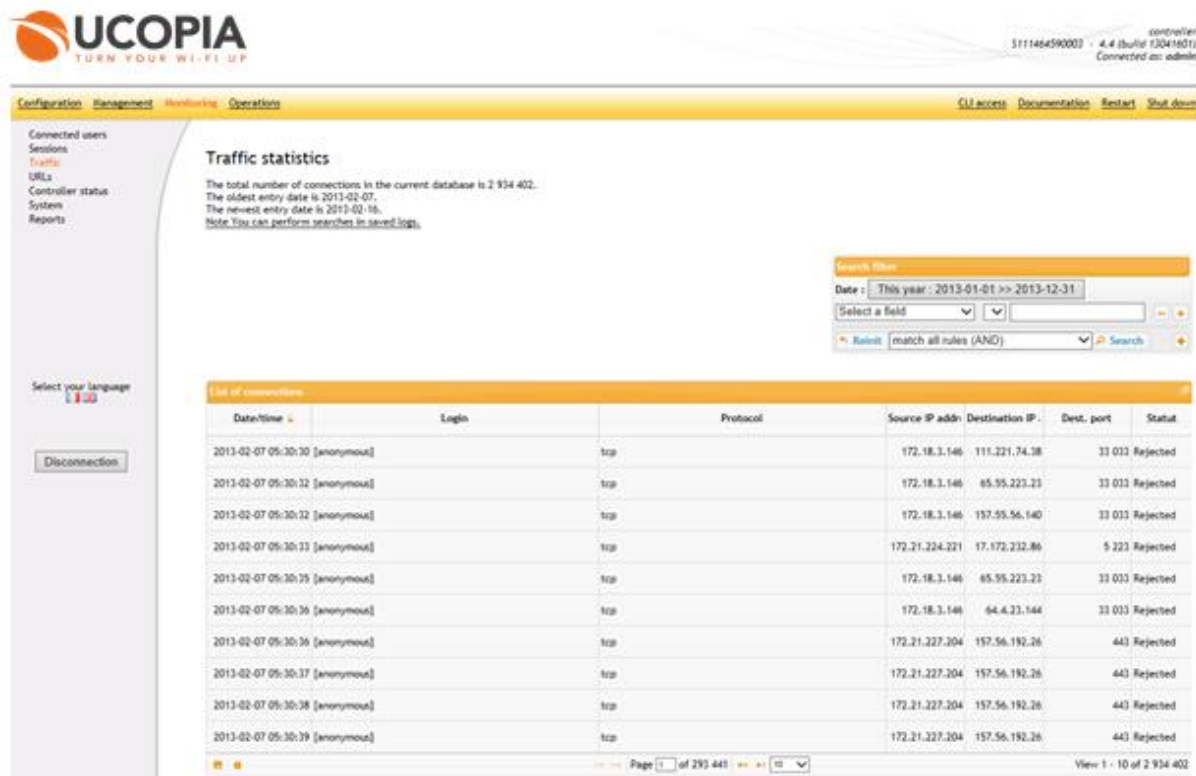 UCOPIA
TURN YOUR WI-FI UP
controller
S111464590003 - 4.4 (build 13041601)
Connected as: admin
Configuration Management Monitoring Operations CLI access Documentation Restart Shut down
Connected users
Sessions
Traffic
URLs
Controller status
System
Reports
Traffic statistics
The total number of connections in the current database is 2 934 402.
The oldest entry date is 2013-02-07.
The newest entry date is 2013-02-16.
Note You can perform searches in saved logs.
Search filter
Date : This year : 2013-01-01 >> 2013-12-31
Select a field
Reinit match all rules (AND) Search
Select your language
Disconnection
List of connections
Date/time Login Protocol Source IP addr Destination IP. Dest. port Statut
2013-02-07 05:30:30 [anonymous] tcp 172.18.3.146 111.221.74.38 33 033 Rejected
2013-02-07 05:30:32 [anonymous] tcp 172.18.3.146 65.55.223.23 33 033 Rejected
2013-02-07 05:30:32 [anonymous] tcp 172.18.3.146 157.55.56.140 33 033 Rejected
2013-02-07 05:30:33 [anonymous] tcp 172.21.224.221 17.172.232.86 5 223 Rejected
2013-02-07 05:30:35 [anonymous] tcp 172.18.3.146 65.55.223.23 33 033 Rejected
2013-02-07 05:30:36 [anonymous] tcp 172.18.3.146 64.4.23.144 33 033 Rejected
2013-02-07 05:30:36 [anonymous] tcp 172.21.227.204 157.56.192.26 443 Rejected
2013-02-07 05:30:37 [anonymous] tcp 172.21.227.204 157.56.192.26 443 Rejected
2013-02-07 05:30:38 [anonymous] tcp 172.21.227.204 157.56.192.26 443 Rejected
2013-02-07 05:30:39 [anonymous] tcp 172.21.227.204 157.56.192.26 443 Rejected
Page 1 of 293 441 10 View 1 - 10 of 2 934 402